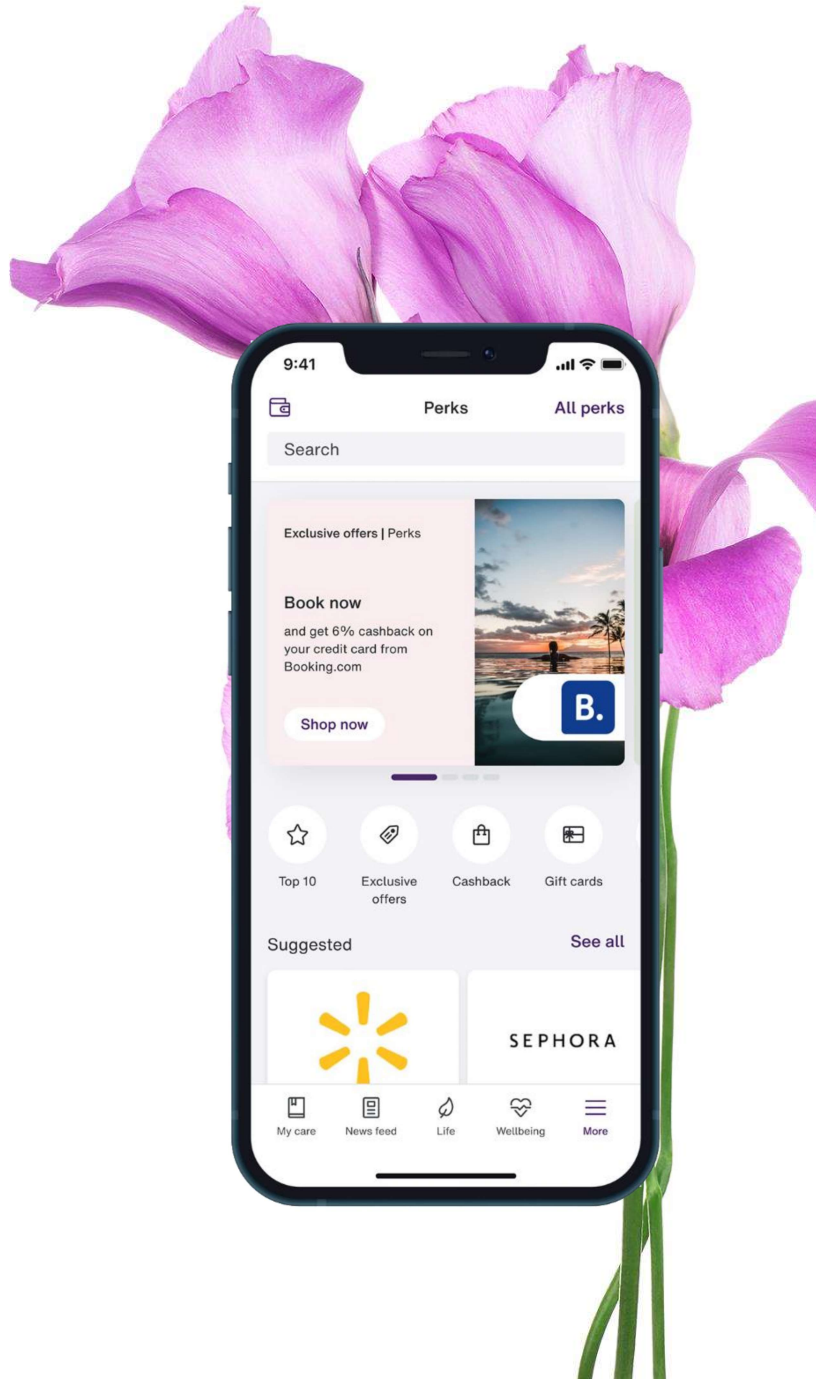 9:41
Perks
All perks
Search
Exclusive offers | Perks
Book now
and get 6% cashback on
your credit card from
Booking.com
Shop now
B.
Top 10
Exclusive
offers
Cashback
Gift cards
Suggested
See all
SEPHORA
My care
News feed
Life
Wellbeing
More